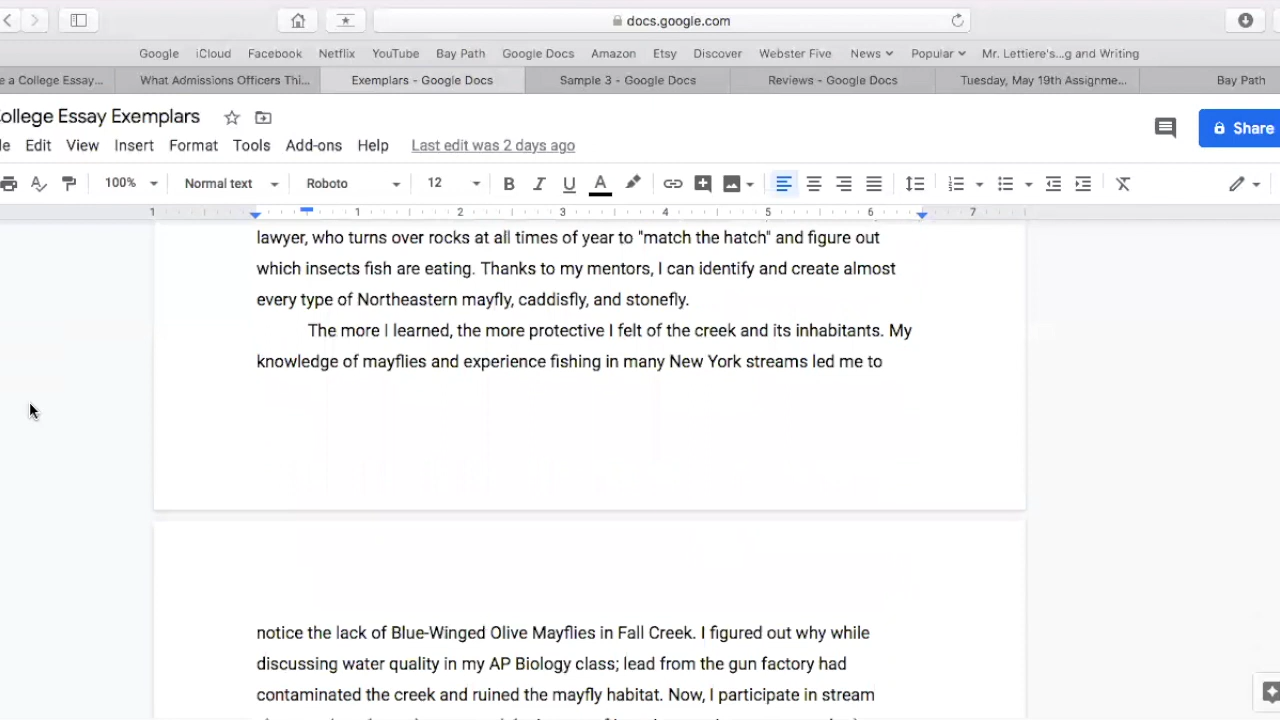 docs.google.com
Google iCloud Facebook Netflix YouTube Bay Path Google Docs Amazon Etsy Discover Webster Five News Popular Mr. Lettiere's...g and Writing
e a College Essay... What Admissions Officers Thi... Exemplars - Google Docs Sample 3 - Google Docs Reviews - Google Docs Tuesday, May 19th Assignme... Bay Path
ollege Essay Exemplars
Share
le Edit View Insert Format Tools Add-ons Help Last edit was 2 days ago
100% Normal text Roboto 12 B I U A
1 1 2 3 4 5 6 7
lawyer, who turns over rocks at all times of year to "match the hatch" and figure out
which insects fish are eating. Thanks to my mentors, I can identify and create almost
every type of Northeastern mayfly, caddisfly, and stonefly.
The more I learned, the more protective I felt of the creek and its inhabitants. My
knowledge of mayflies and experience fishing in many New York streams led me to
notice the lack of Blue-Winged Olive Mayflies in Fall Creek. I figured out why while
discussing water quality in my AP Biology class; lead from the gun factory had
contaminated the creek and ruined the mayfly habitat. Now, I participate in stream